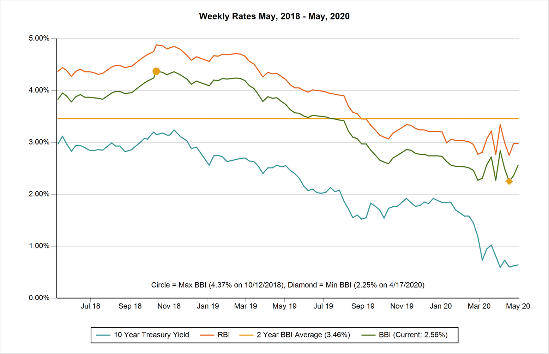 Weekly Rates May, 2018 - May, 2020
5.00%
4.00%
3.00%
2.00%
1.00%
0.00%
Circle = Max BBI (4.37% on 10/12/2018), Diamond = Min BBI (2.25% on 4/17/2020)
Jul 18 Sep 18 Nov 18 Jan 19 Mar 19 May 19 Jul 19 Sep 19 Nov 19 Jan 20 Mar 20 May 20
10 Year Treasury Yield RBI 2 Year BBI Average (3.46%) BBI (Current: 2.56%)